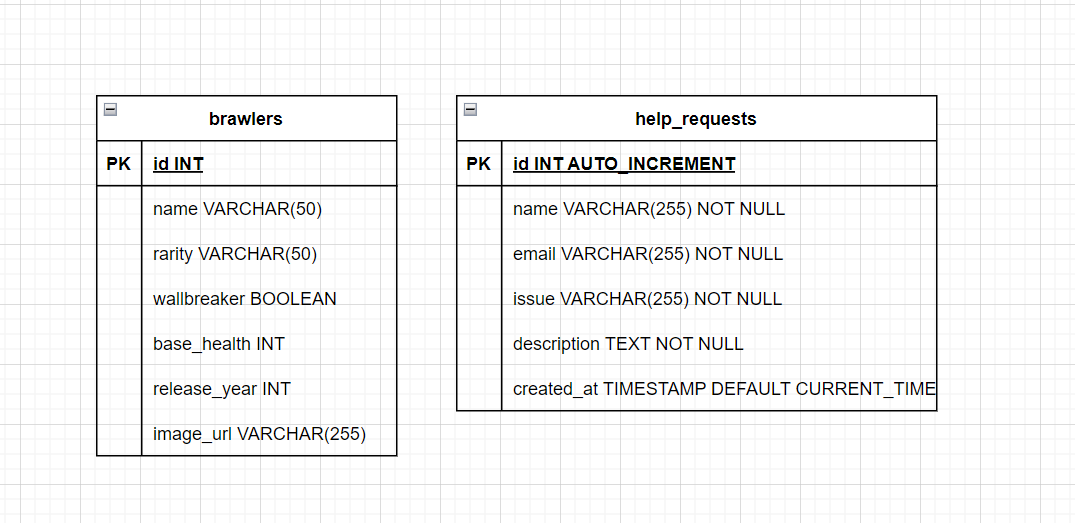 brawlers
PK id INT
name VARCHAR(50)
rarity VARCHAR(50)
wallbreaker BOOLEAN
base_health INT
release_year INT
image_url VARCHAR(255)
help_requests
PK id INT AUTO_INCREMENT
name VARCHAR(255) NOT NULL
email VARCHAR(255) NOT NULL
issue VARCHAR(255) NOT NULL
description TEXT NOT NULL
created_at TIMESTAMP DEFAULT CURRENT_TIME